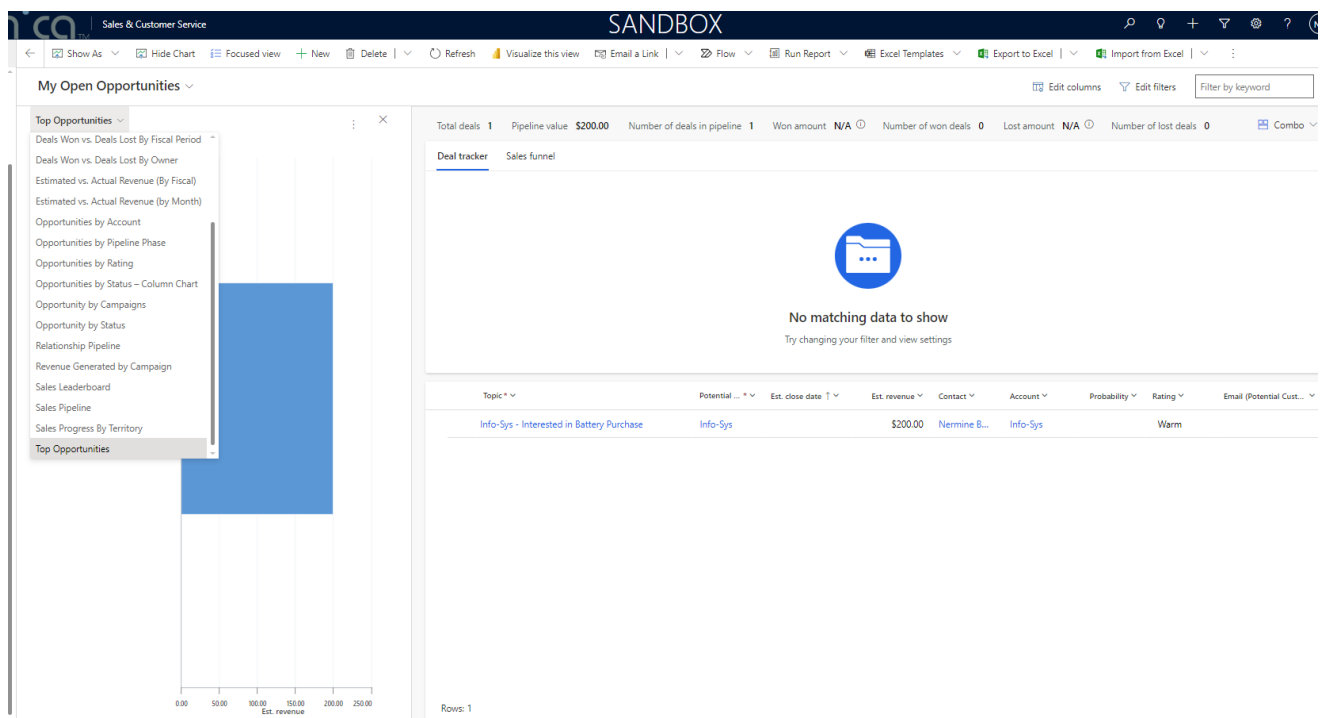 nca TM Sales & Customer Service SANDBOX ?
Show As Hide Chart Focused view New Delete Refresh Visualize this view Email a Link Flow Run Report Excel Templates Export to Excel Import from Excel
My Open Opportunities Edit columns Edit filters Filter by keyword
Top Opportunities
Total deals 1 Pipeline value $200.00 Number of deals in pipeline 1 Won amount N/A Number of won deals 0 Lost amount N/A Number of lost deals 0 Combo
Deals Won vs. Deals Lost By Fiscal Period
Deals Won vs. Deals Lost By Owner
Estimated vs. Actual Revenue (By Fiscal)
Estimated vs. Actual Revenue (by Month)
Opportunities by Account
Opportunities by Pipeline Phase
Opportunities by Rating
Opportunities by Status – Column Chart
Opportunity by Campaigns
Opportunity by Status
Relationship Pipeline
Revenue Generated by Campaign
Sales Leaderboard
Sales Pipeline
Sales Progress By Territory
Top Opportunities
0.00 50.00 100.00 150.00 200.00 250.00
Est. revenue
Deal tracker Sales funnel
No matching data to show
Try changing your filter and view settings
Topic * Potential ... * Est. close date ↑ Est. revenue Contact Account Probability Rating Email (Potential Cust...
Info-Sys - Interested in Battery Purchase Info-Sys $200.00 Nermine B... Info-Sys Warm
Rows: 1